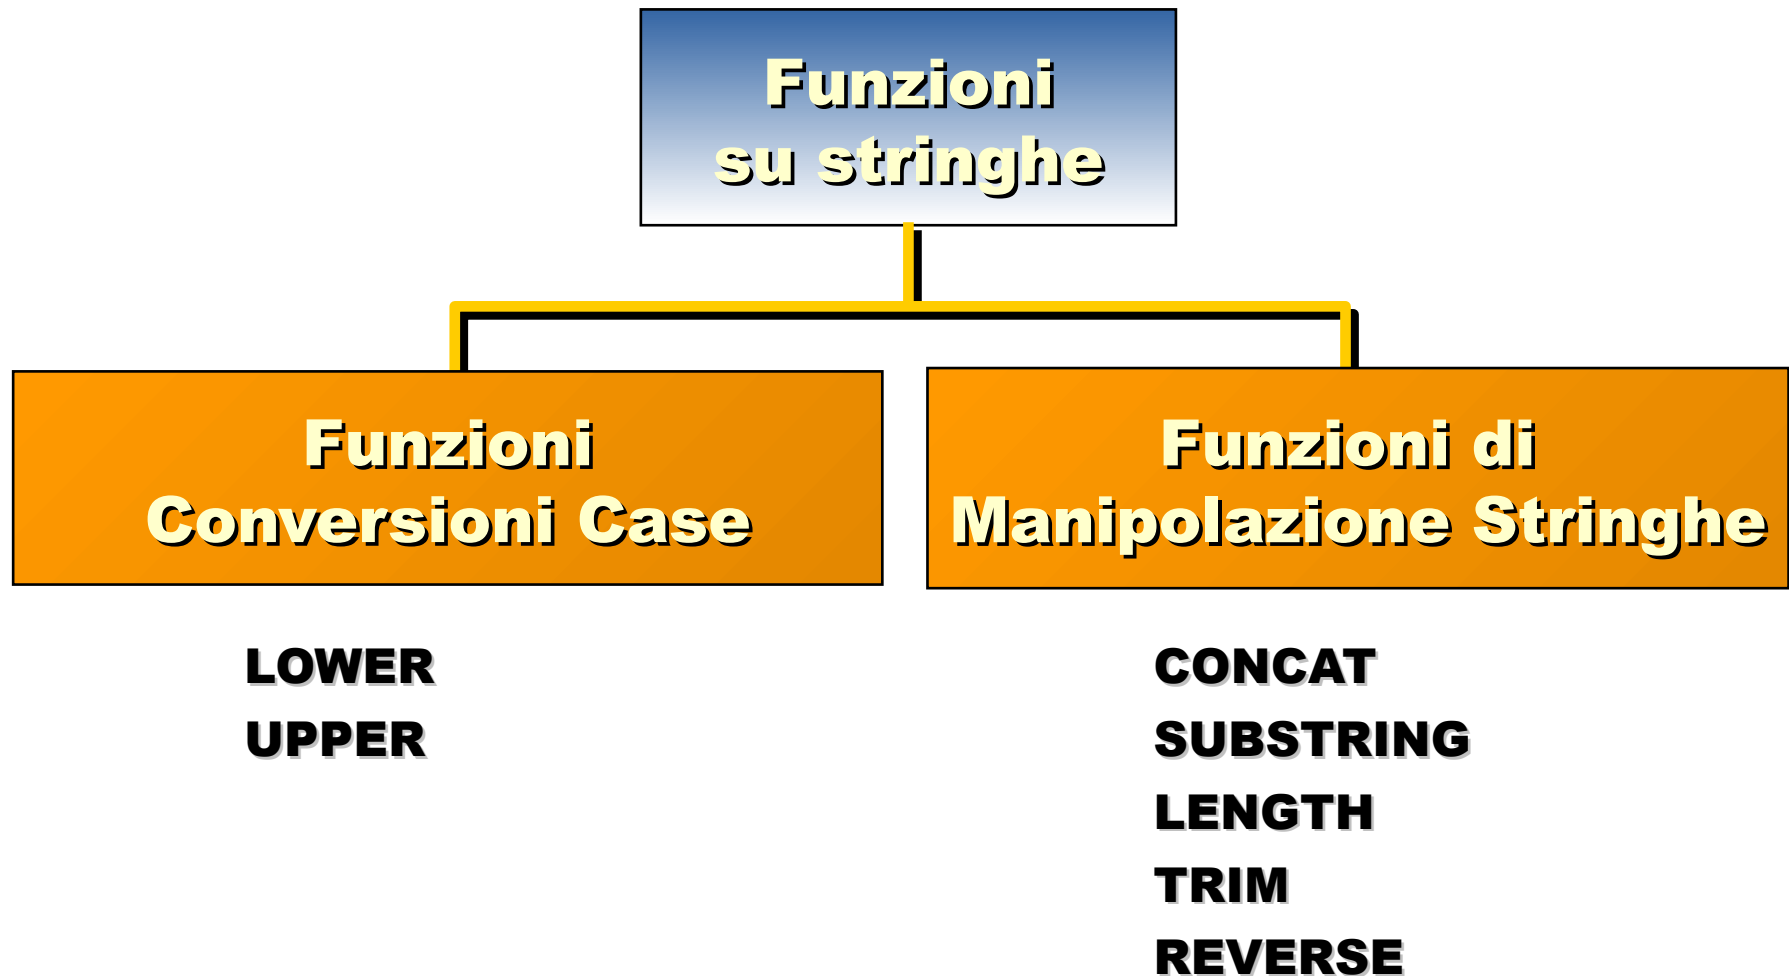 Funzioni
su stringhe
Funzioni
Conversioni Case
Funzioni di
Manipolazione Stringhe
LOWER
UPPER
CONCAT
SUBSTRING
LENGTH
TRIM
REVERSE